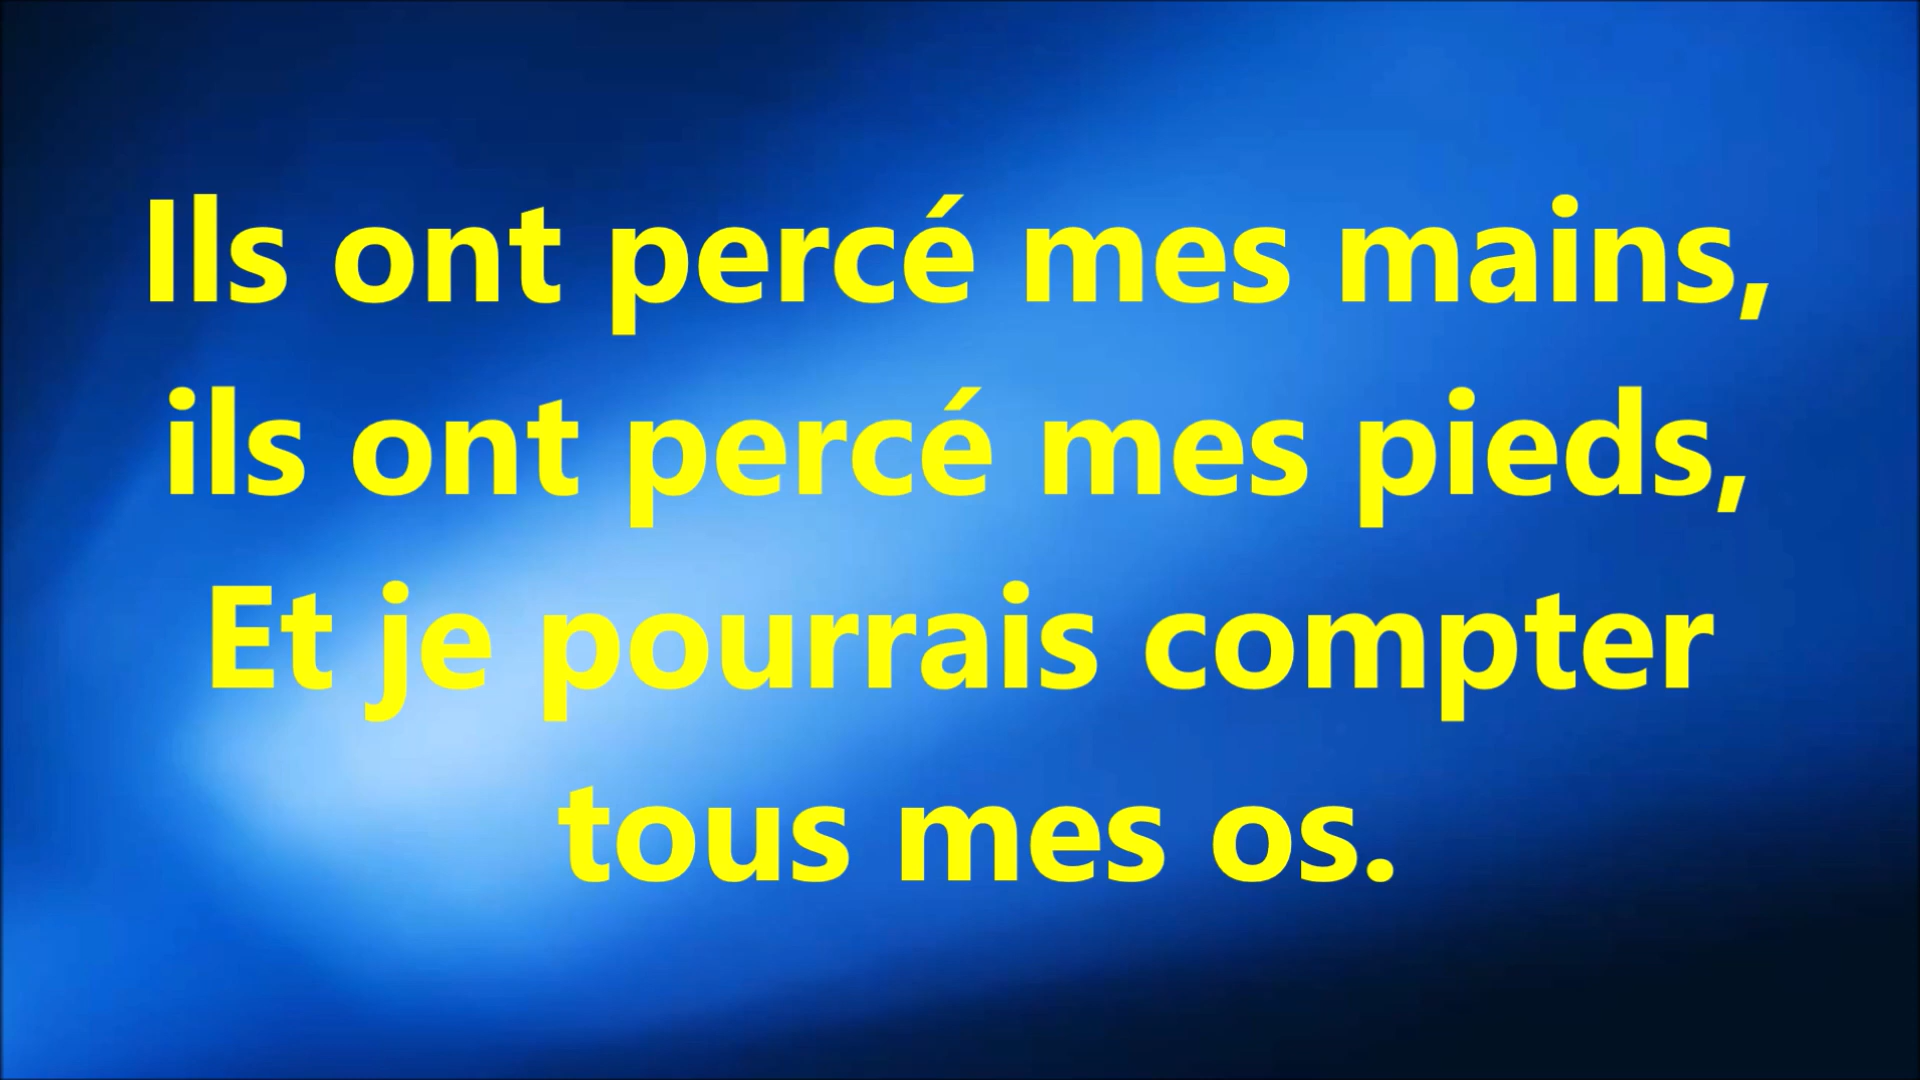 Ils ont percé mes mains,
ils ont percé mes pieds,
Et je pourrais compter
tous mes os.